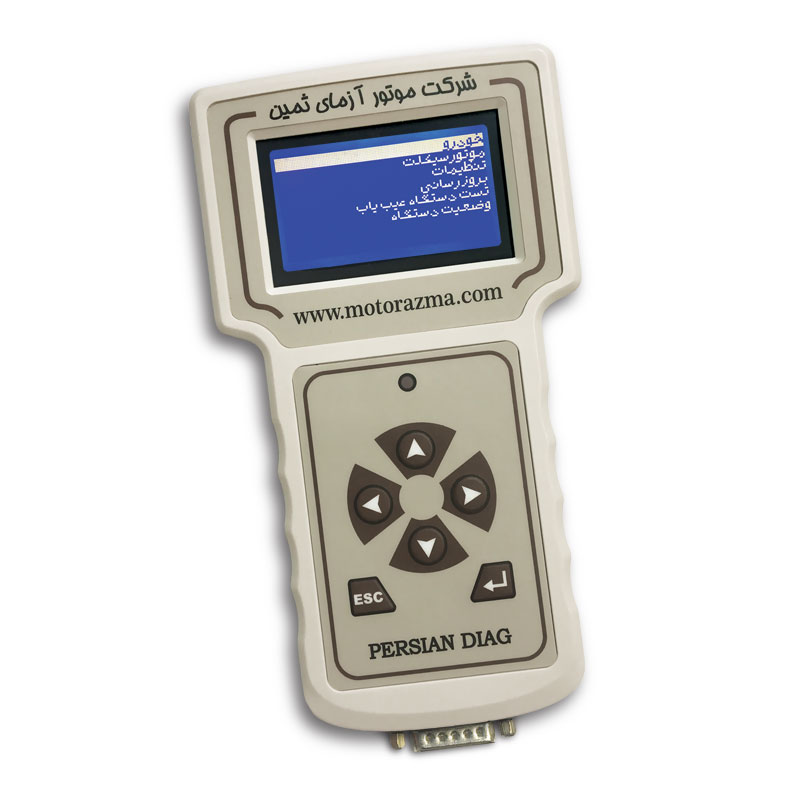 شرکت موتور آزمای ثمین
خودرو
موتورسیکلت
تنظیمات
بروزرسانی
تست دستگاه عیب یاب
وضعیت دستگاه
www.motorazma.com
ESC
PERSIAN DIAG